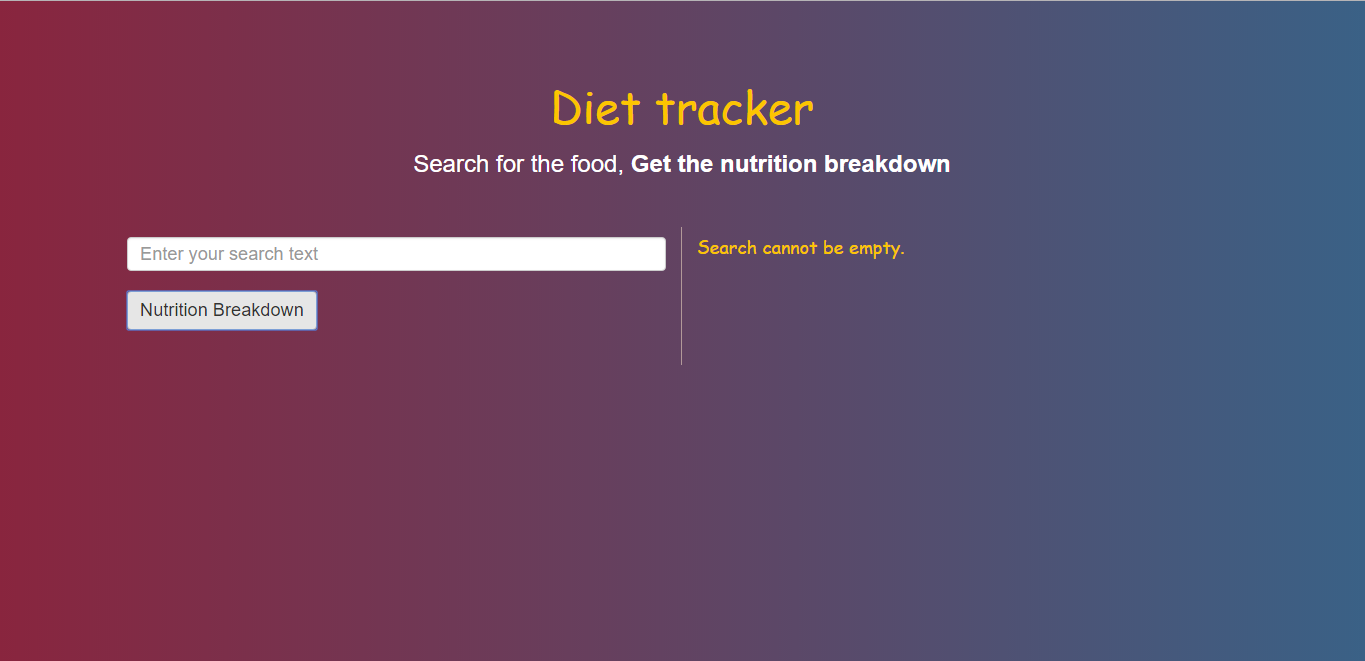 Diet tracker
Search for the food, Get the nutrition breakdown
Enter your search text
Search cannot be empty.
Nutrition Breakdown